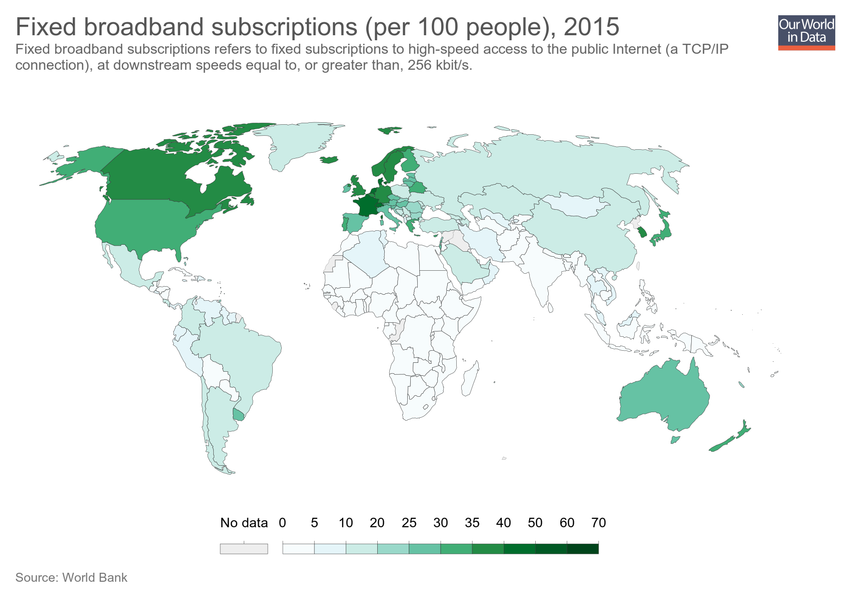 Fixed broadband subscriptions (per 100 people), 2015
Our World
in Data
Fixed broadband subscriptions refers to fixed subscriptions to high-speed access to the public Internet (a TCP/IP
connection), at downstream speeds equal to, or greater than, 256 kbit/s.
No data 0 5 10 20 25 30 35 40 50 60 70
Source: World Bank